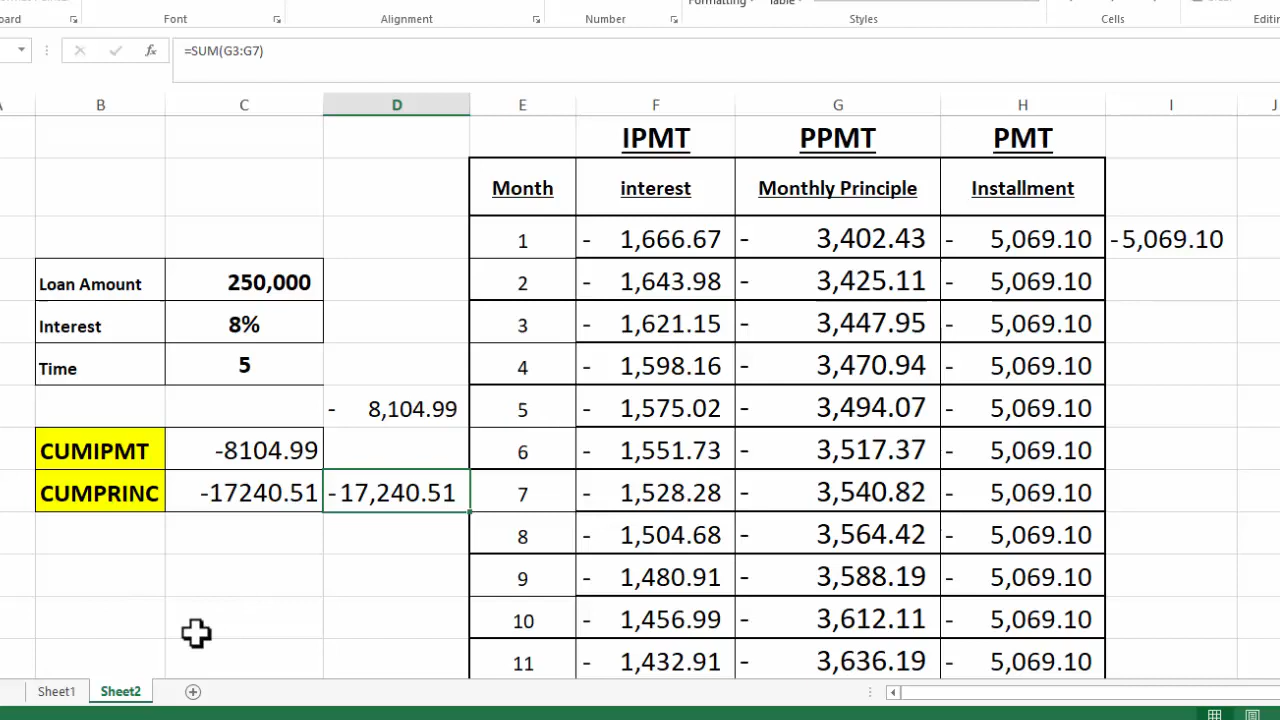 Formatting Table
oard Font Alignment Number Styles Cells Editin
fx =SUM(G3:G7)
A B C D E F G H I J
IPMT PPMT PMT
Month interest Monthly Principle Installment
1 - 1,666.67 - 3,402.43 - 5,069.10 -5,069.10
Loan Amount 250,000 2 - 1,643.98 - 3,425.11 - 5,069.10
Interest 8% 3 - 1,621.15 - 3,447.95 - 5,069.10
Time 5 4 - 1,598.16 - 3,470.94 - 5,069.10
- 8,104.99 5 - 1,575.02 - 3,494.07 - 5,069.10
CUMIPMT -8104.99 6 - 1,551.73 - 3,517.37 - 5,069.10
CUMPRINC -17240.51 -17,240.51 7 - 1,528.28 - 3,540.82 - 5,069.10
8 - 1,504.68 - 3,564.42 - 5,069.10
9 - 1,480.91 - 3,588.19 - 5,069.10
10 - 1,456.99 - 3,612.11 - 5,069.10
11 - 1,432.91 - 3,636.19 - 5,069.10
Sheet1 Sheet2